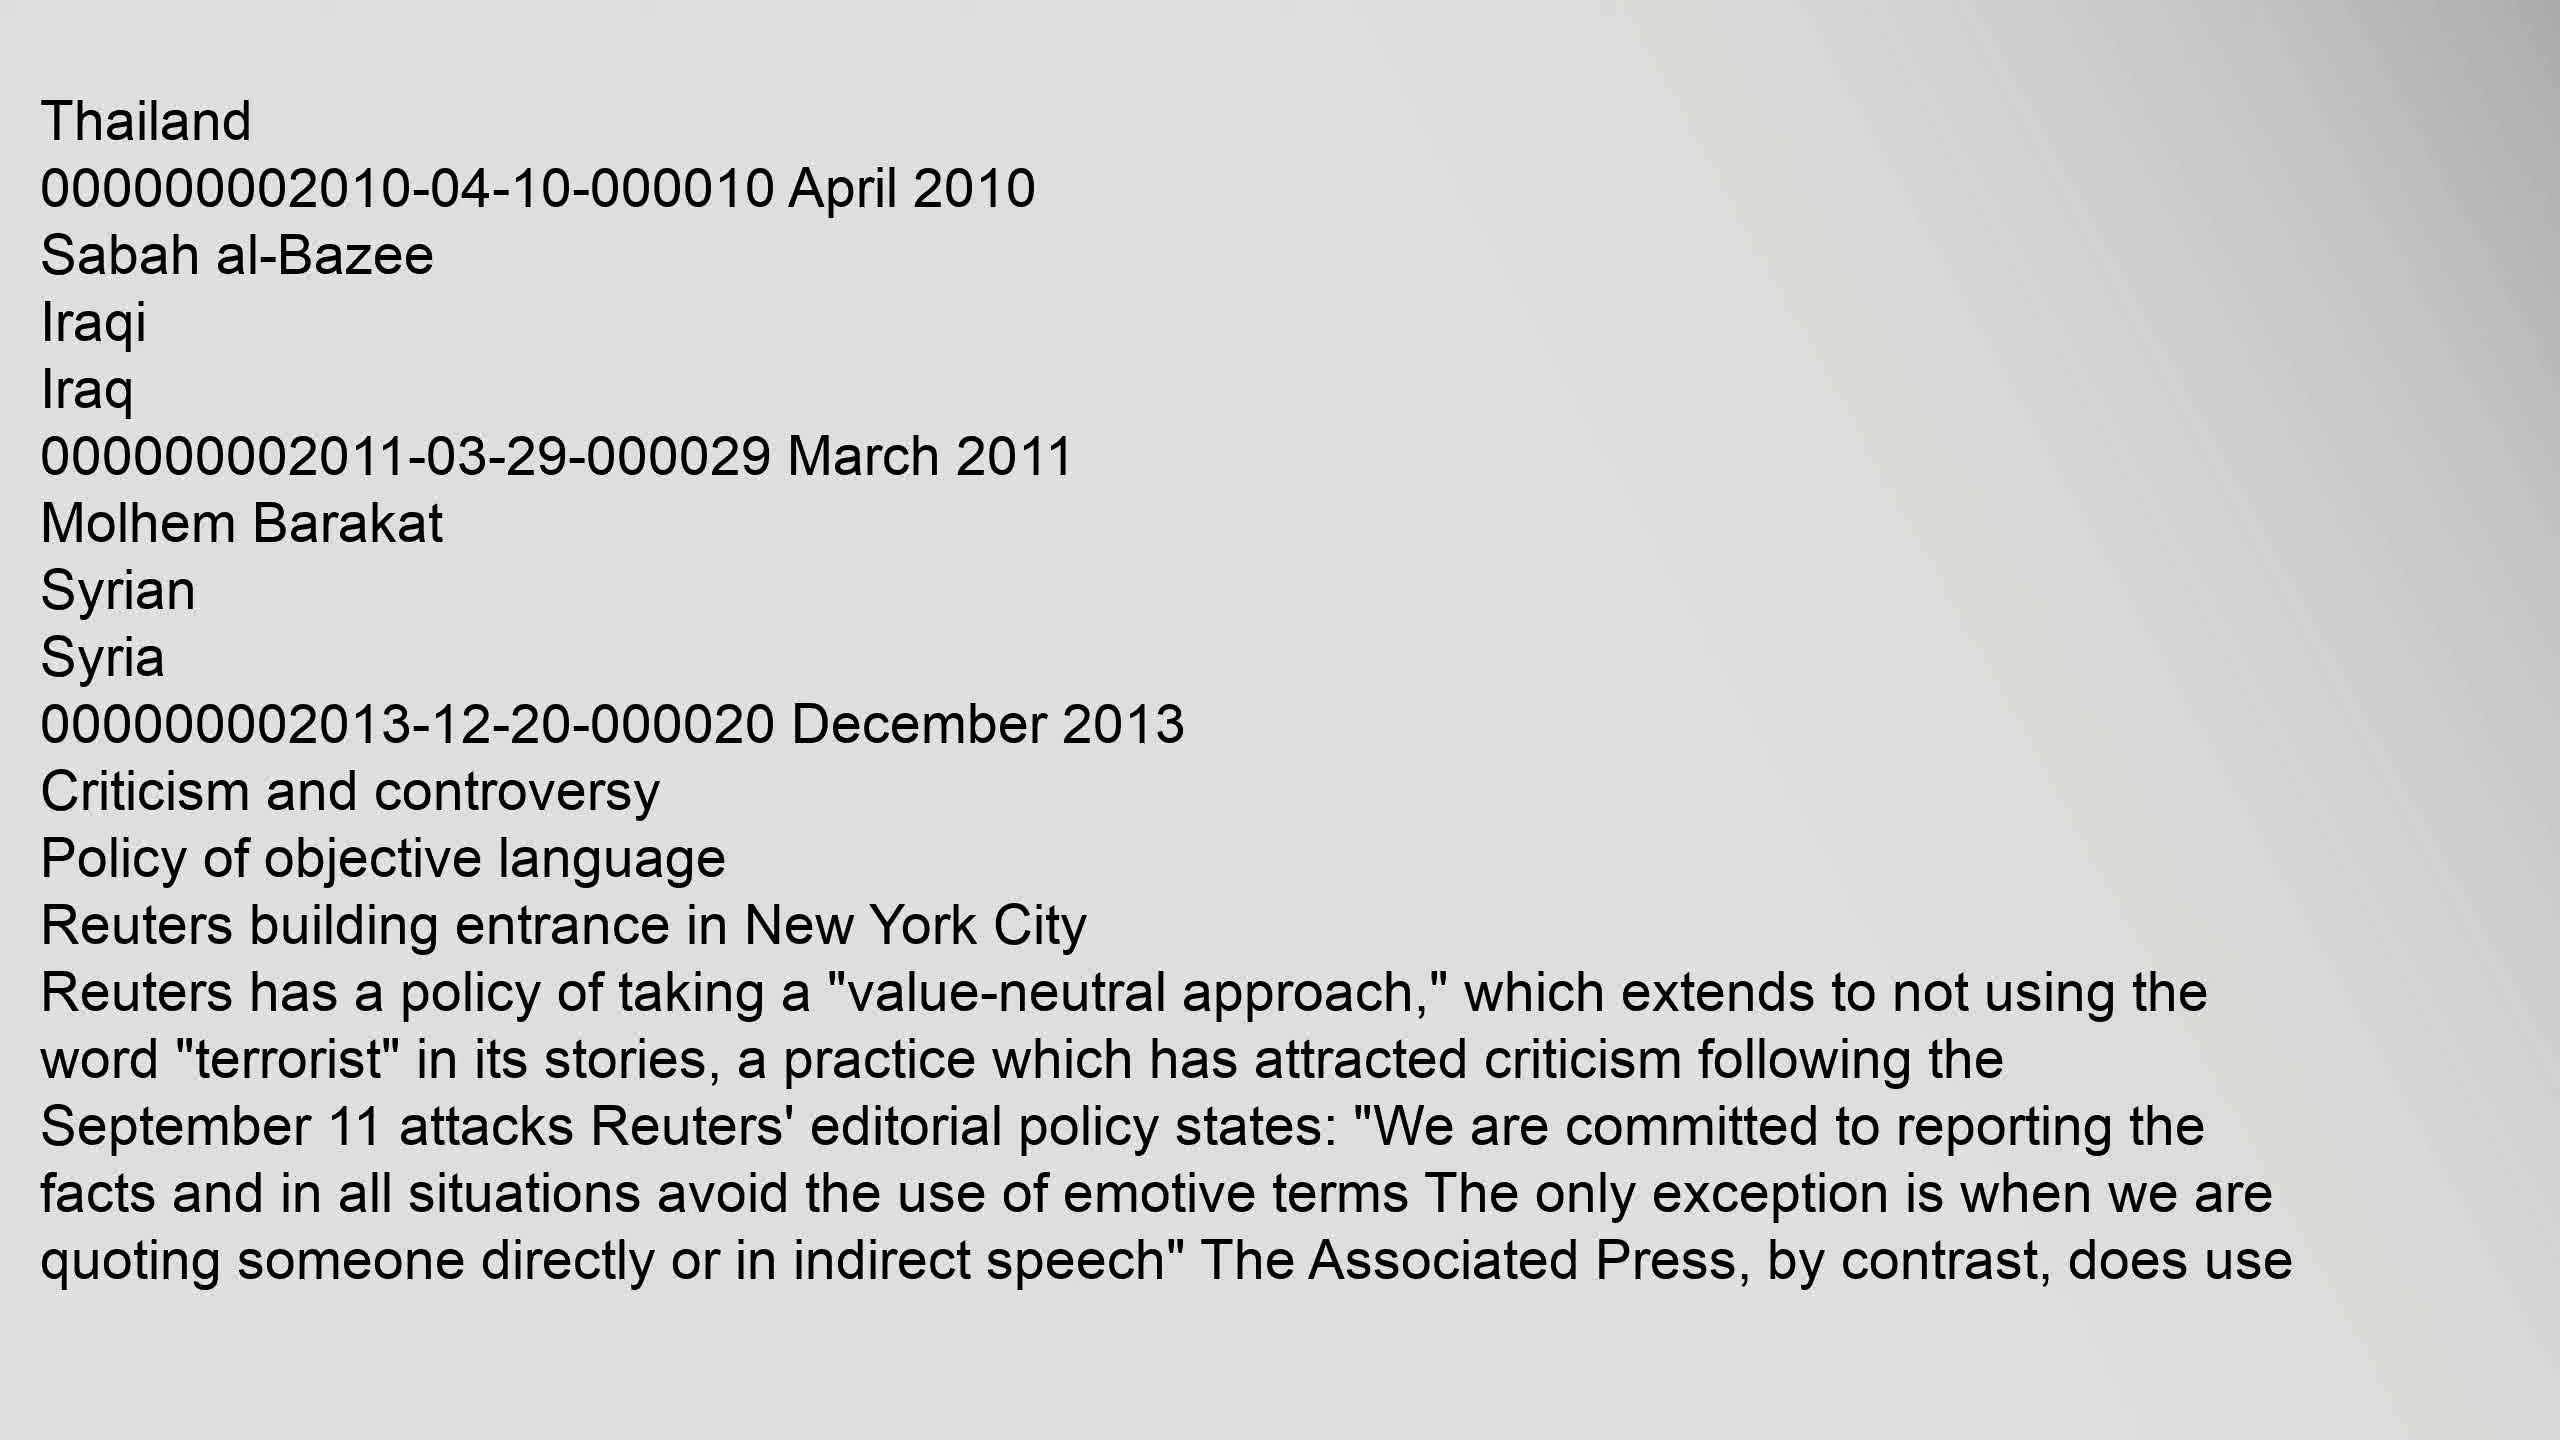 Thailand
000000002010-04-10-000010 April 2010
Sabah al-Bazee
Iraqi
Iraq
000000002011-03-29-000029 March 2011
Molhem Barakat
Syrian
Syria
000000002013-12-20-000020 December 2013
Criticism and controversy
Policy of objective language
Reuters building entrance in New York City
Reuters has a policy of taking a "value-neutral approach," which extends to not using the
word "terrorist" in its stories, a practice which has attracted criticism following the
September 11 attacks Reuters' editorial policy states: "We are committed to reporting the
facts and in all situations avoid the use of emotive terms The only exception is when we are
quoting someone directly or in indirect speech" The Associated Press, by contrast, does use